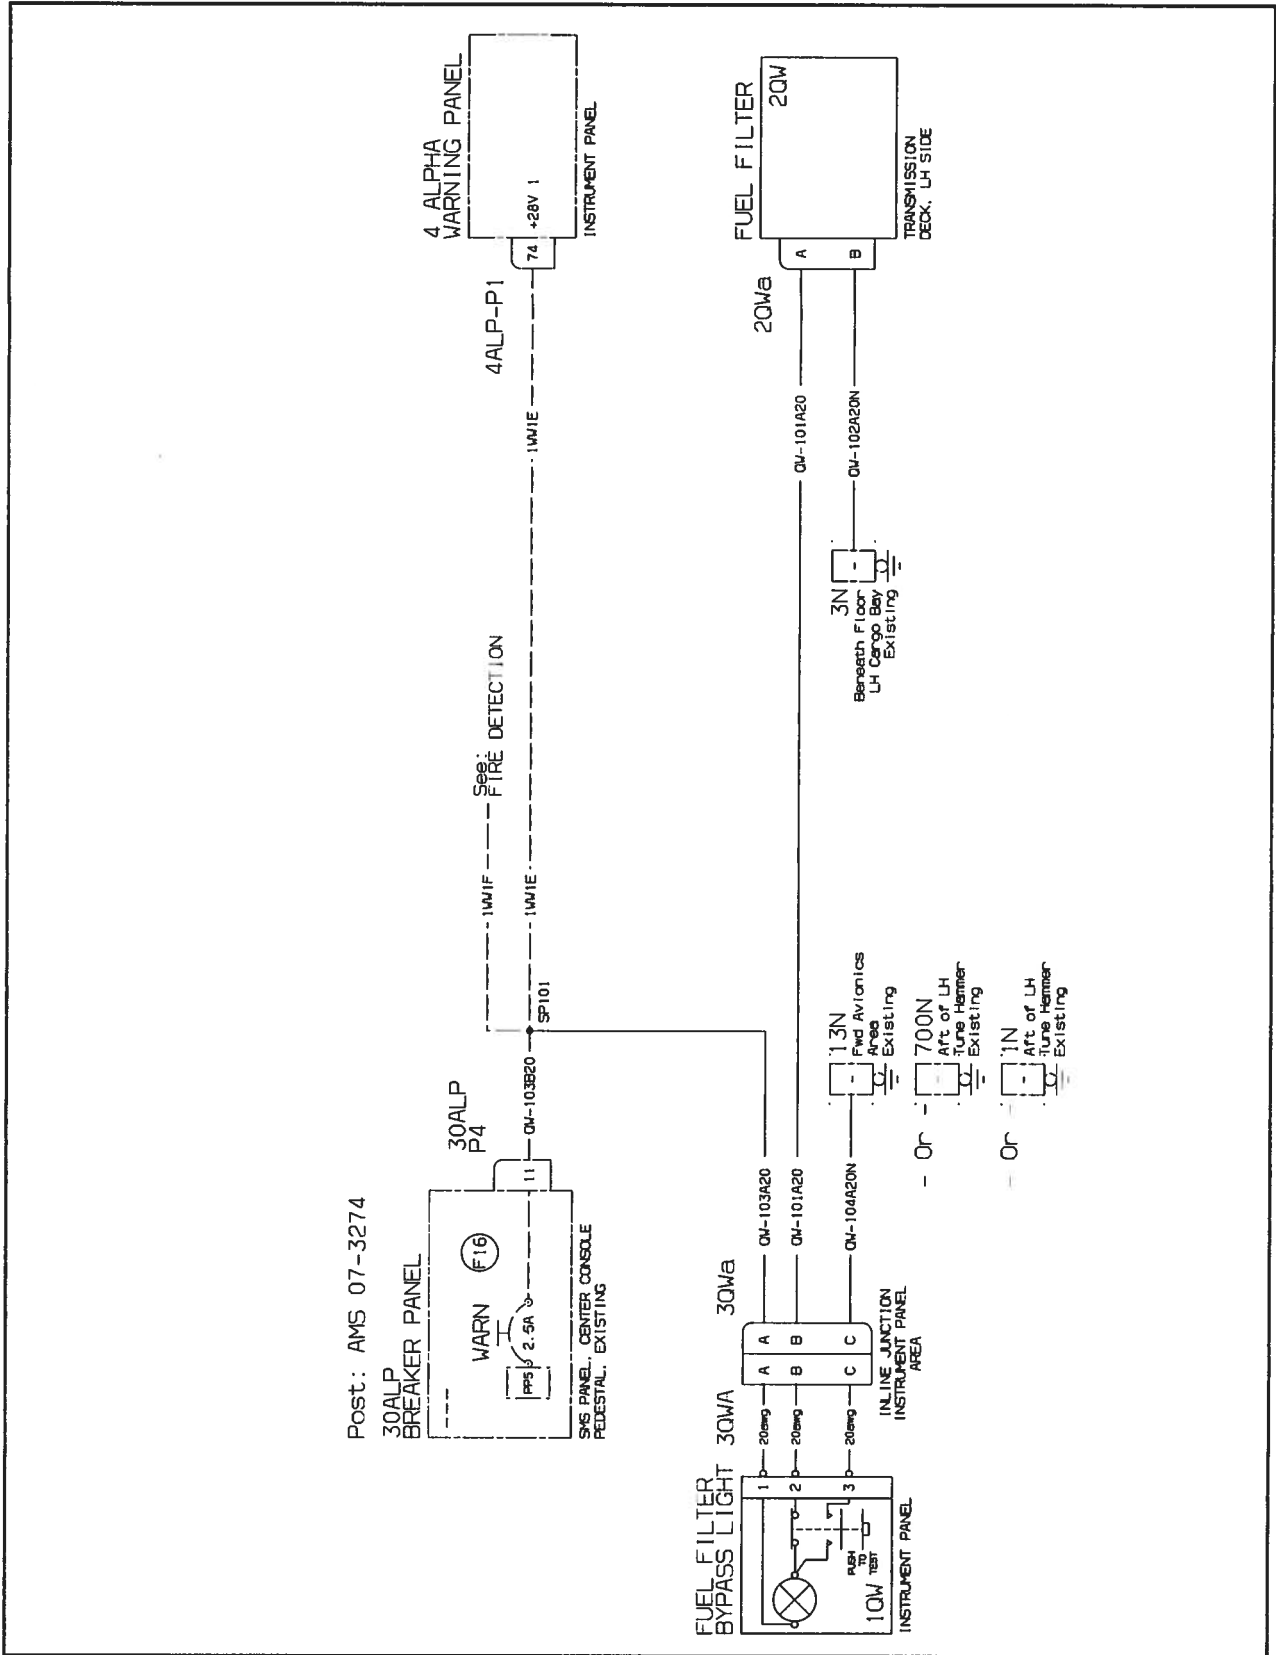 Post: AMS 07-3274
30ALP
BREAKER PANEL
WARN
F16
PP5
2.5A
11
SMS PANEL, CENTER CONSOLE
PEDESTAL, EXISTING
30ALP
P4
QW-103B20
SP101
1WW1F
See:
FIRE DETECTION
1WW1E
1WW1E
4ALP-P1
4 ALPHA
WARNING PANEL
74
+28V 1
INSTRUMENT PANEL
FUEL FILTER
BYPASS LIGHT
1
2
3
PUSH
TO
TEST
1QW
INSTRUMENT PANEL
3QWA
20awg
20awg
20awg
A
B
C
A
B
C
INLINE JUNCTION
INSTRUMENT PANEL
AREA
3QWa
QW-103A20
QW-101A20
QW-104A20N
13N
Fwd Avionics
Area
Existing
- Or -
700N
Aft of LH
Tune Hammer
Existing
- Or -
1N
Aft of LH
Tune Hammer
Existing
3N
Beneath Floor
LH Cargo Bay
Existing
QW-101A20
QW-102A20N
2QWa
A
B
FUEL FILTER
2QW
TRANSMISSION
DECK, LH SIDE